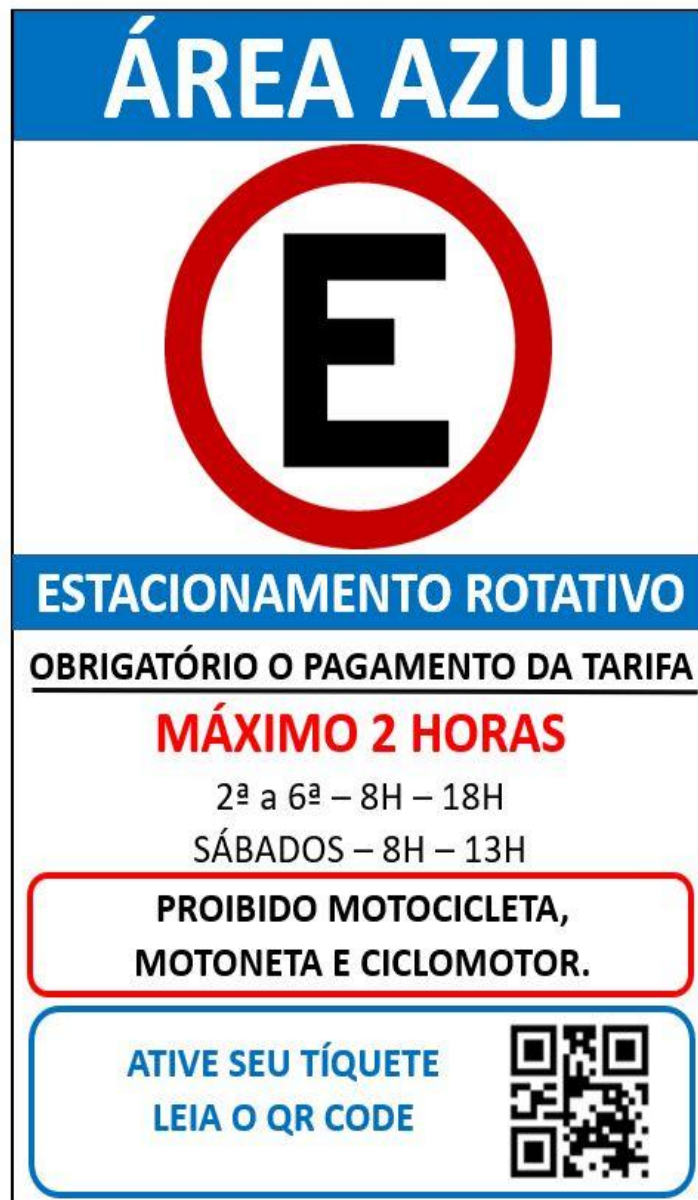 ÁREA AZUL
E
ESTACIONAMENTO ROTATIVO
OBRIGATÓRIO O PAGAMENTO DA TARIFA
MÁXIMO 2 HORAS
2ª a 6ª – 8H – 18H
SÁBADOS – 8H – 13H
PROIBIDO MOTOCICLETA,
MOTONETA E CICLOMOTOR.
ATIVE SEU TÍQUETE
LEIA O QR CODE